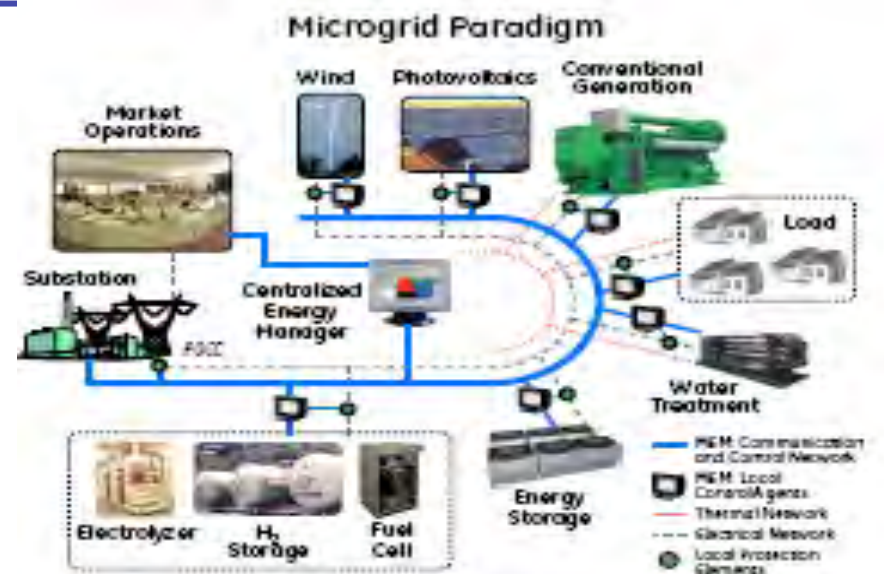 Microgrid Paradigm
Wind
Photovoltaics
Conventional
Generation
Market
Operations
Load
Substation
Centralized
Energy
Manager
Water
Treatment
Energy
Storage
Electrolyzer
H₂
Storage
Fuel
Cell
Communication
and Control Network
Local
Control Agents
Thermal Network
Electrical Network
Local Protection
Elements